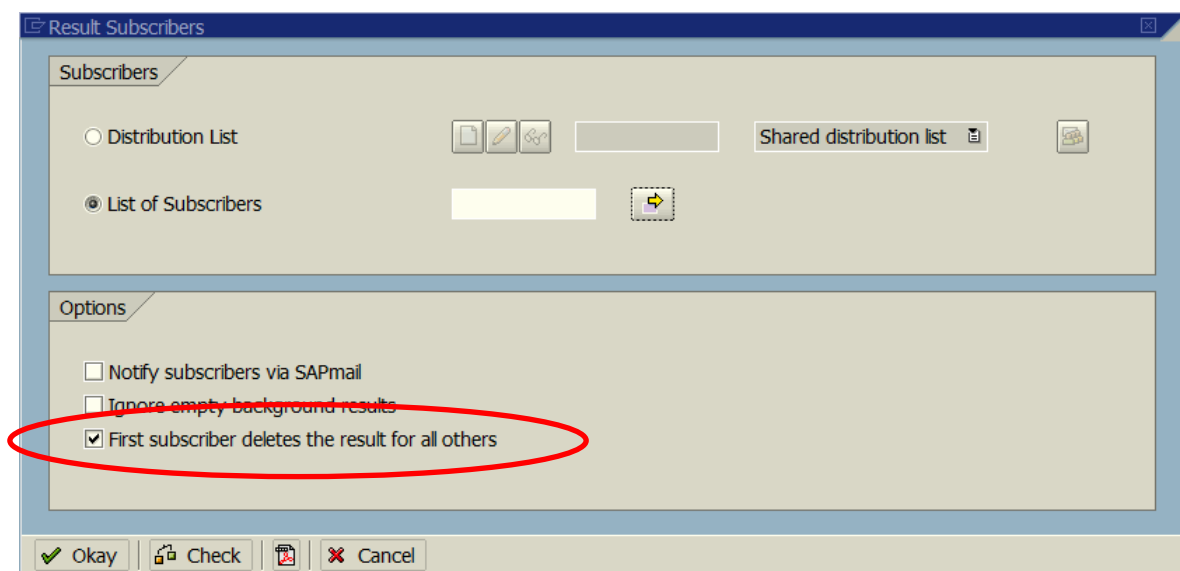 Result Subscribers
Subscribers
Distribution List
Shared distribution list
List of Subscribers
Options
Notify subscribers via SAPmail
Ignore empty background results
First subscriber deletes the result for all others
Okay Check Cancel